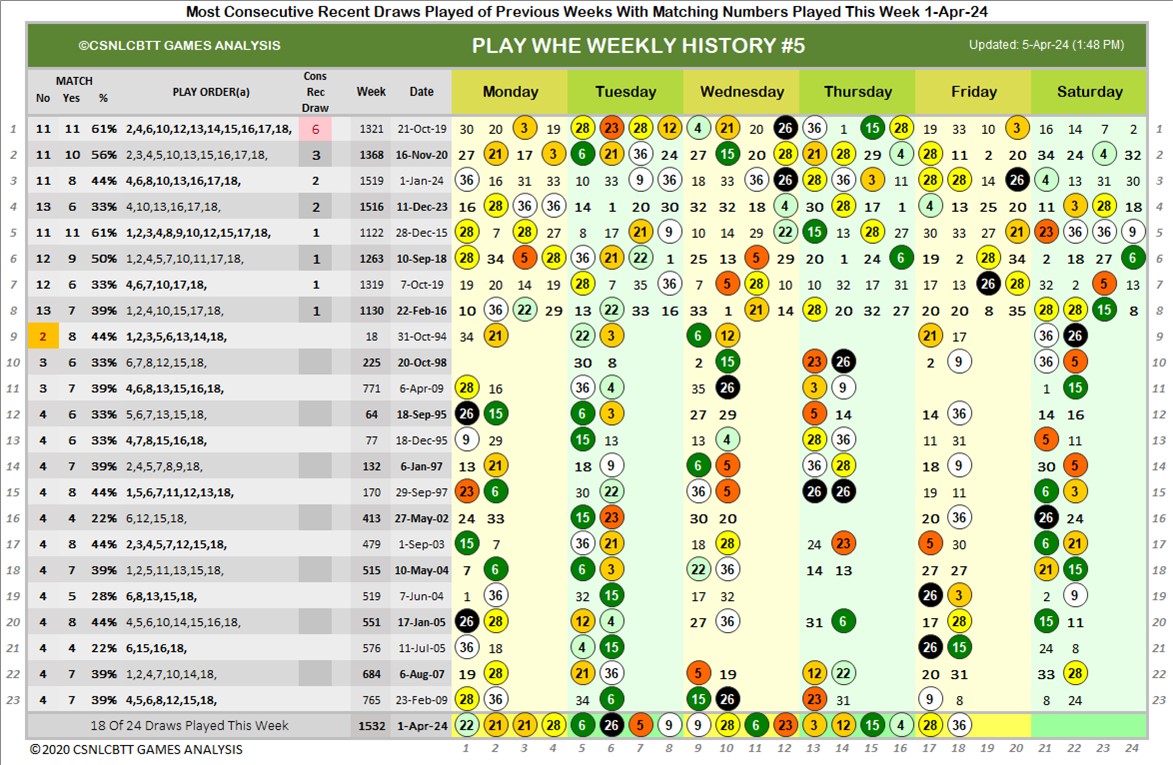 Most Consecutive Recent Draws Played of Previous Weeks With Matching Numbers Played This Week 1-Apr-24
©CSNLCBTT GAMES ANALYSIS PLAY WHE WEEKLY HISTORY #5 Updated: 5-Apr-24 (1:48 PM)
No MATCH Yes % PLAY ORDER(a) Cons Rec Draw Week Date Monday Tuesday Wednesday Thursday Friday Saturday
1 11 11 61% 2,4,6,10,12,13,14,15,16,17,18, 6 1321 21-Oct-19 30 20 3 19 28 23 28 12 4 21 20 26 36 1 15 28 19 33 10 3 16 14 7 2 1
2 11 10 56% 2,3,4,5,10,13,15,16,17,18, 3 1368 16-Nov-20 27 21 17 3 6 21 36 24 27 15 20 28 21 28 29 4 28 11 2 20 34 24 4 32 2
3 11 8 44% 4,6,8,10,13,16,17,18, 2 1519 1-Jan-24 36 16 31 33 10 33 9 36 18 33 36 26 28 36 3 11 28 28 14 26 4 13 31 30 3
4 13 6 33% 4,10,13,16,17,18, 2 1516 11-Dec-23 16 28 36 36 14 1 20 30 32 32 18 4 30 28 17 1 4 13 25 20 11 3 28 18 4
5 11 11 61% 1,2,3,4,8,9,10,12,15,17,18, 1 1122 28-Dec-15 28 7 28 27 8 17 21 9 10 14 29 22 15 13 28 27 30 33 27 21 23 36 36 9 5
6 12 9 50% 1,2,4,5,7,10,11,17,18, 1 1263 10-Sep-18 28 34 5 28 36 21 22 1 25 13 5 29 20 1 24 6 19 2 28 34 2 18 27 6 6
7 12 6 33% 4,6,7,10,17,18, 1 1319 7-Oct-19 19 20 14 19 28 7 35 36 7 5 28 10 10 32 17 31 17 13 26 28 32 2 5 13 7
8 13 7 39% 1,2,4,10,15,17,18, 1 1130 22-Feb-16 10 36 22 29 13 22 33 16 33 1 21 14 28 20 32 27 20 20 8 35 28 28 15 8 8
9 2 8 44% 1,2,3,5,6,13,14,18, 18 31-Oct-94 34 21 22 3 6 12 21 17 36 26 9
10 3 6 33% 6,7,8,12,15,18, 225 20-Oct-98 30 8 2 15 23 26 2 9 36 5 10
11 3 7 39% 4,6,8,13,15,16,18, 771 6-Apr-09 28 16 36 4 35 26 3 9 1 15 11
12 4 6 33% 5,6,7,13,15,18, 64 18-Sep-95 26 15 6 3 27 29 5 14 14 36 14 16 12
13 4 6 33% 4,7,8,15,16,18, 77 18-Dec-95 9 29 15 13 13 4 28 36 11 31 5 11 13
14 4 7 39% 2,4,5,7,8,9,18, 132 6-Jan-97 13 21 18 9 6 5 36 28 18 9 30 5 14
15 4 8 44% 1,5,6,7,11,12,13,18, 170 29-Sep-97 23 6 30 22 36 5 26 26 19 11 6 3 15
16 4 4 22% 6,12,15,18, 413 27-May-02 24 33 15 23 30 20 20 36 26 24 16
17 4 8 44% 2,3,4,5,7,12,15,18, 479 1-Sep-03 15 7 36 21 18 28 24 23 5 30 6 21 17
18 4 7 39% 1,2,5,11,13,15,18, 515 10-May-04 7 6 6 3 22 36 14 13 27 27 21 15 18
19 4 5 28% 6,8,13,15,18, 519 7-Jun-04 1 36 32 15 17 32 26 3 2 9 19
20 4 8 44% 4,5,6,10,14,15,16,18, 551 17-Jan-05 26 28 12 4 27 36 31 6 17 28 15 11 20
21 4 4 22% 6,15,16,18, 576 11-Jul-05 36 18 4 15 26 15 24 8 21
22 4 7 39% 1,2,4,7,10,14,18, 684 6-Aug-07 19 28 21 36 5 19 12 22 20 31 33 28 22
23 4 7 39% 4,5,6,8,12,15,18, 765 23-Feb-09 28 36 34 6 15 26 23 31 9 8 8 24 23
18 Of 24 Draws Played This Week 1532 1-Apr-24 22 21 21 28 6 26 5 9 9 28 6 23 3 12 15 4 28 36
© 2020 CSNLCBTT GAMES ANALYSIS 1 2 3 4 5 6 7 8 9 10 11 12 13 14 15 16 17 18 19 20 21 22 23 24